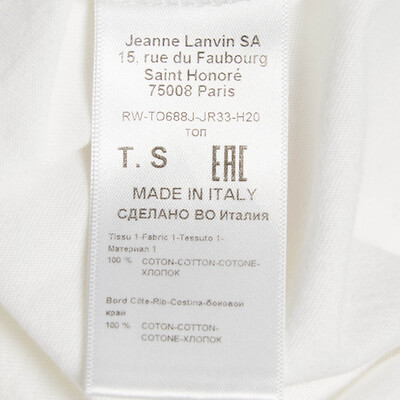 Jeanne Lanvin SA
15, rue du Faubourg
Saint Honoré
75008 Paris
RW-TO688J-JR33-H20
топ
T. S EAC
MADE IN ITALY
СДЕЛАНО ВО Италия
Tissu 1-Fabric 1-Tessuto 1-
Материал 1
100 % COTON-COTTON-COTONE-
ХЛОПОК
Bord Côte-Rib-Costina-боковой
край
100 % COTON-COTTON-
COTONE-ХЛОПОК